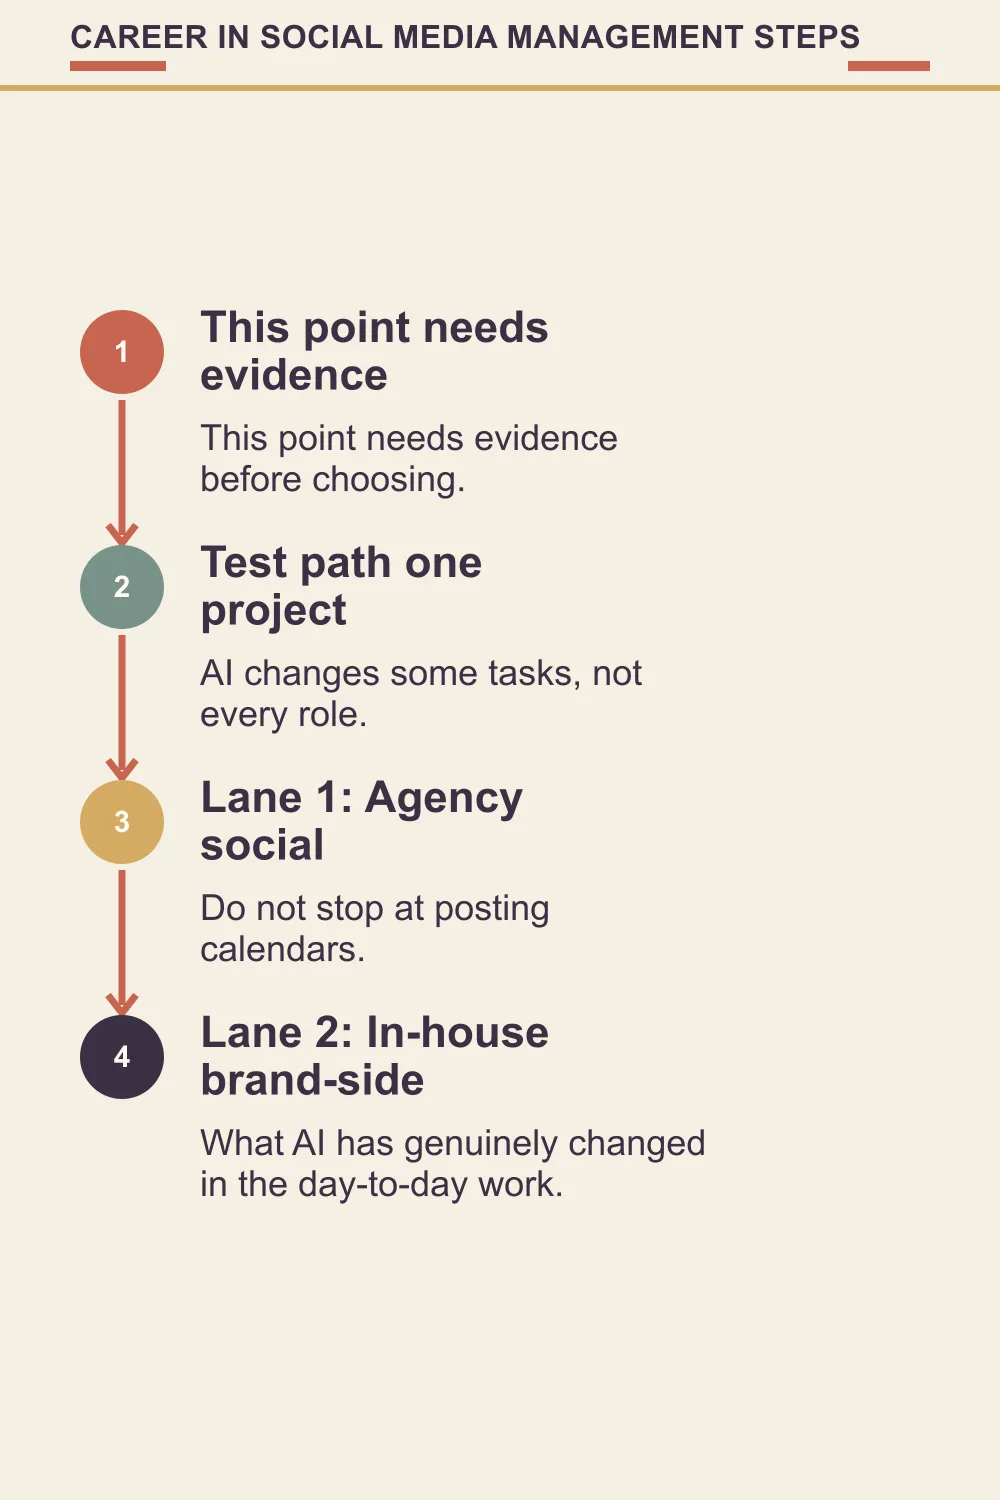 CAREER IN SOCIAL MEDIA MANAGEMENT STEPS
1
This point needs
evidence
This point needs evidence
before choosing.
2
Test path one
project
AI changes some tasks, not
every role.
3
Lane 1: Agency
social
Do not stop at posting
calendars.
4
Lane 2: In-house
brand-side
What AI has genuinely changed
in the day-to-day work.